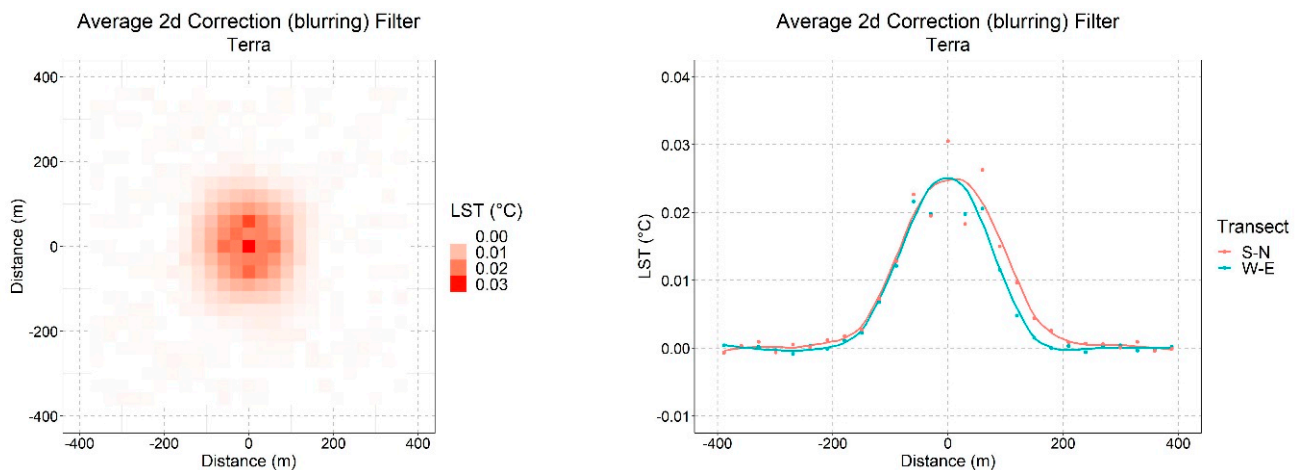 Average 2d Correction (blurring) Filter
Terra
400
200
0
-200
-400
Distance (m)
-400
-200
0
200
400
Distance (m)
LST (°C)
0.00
0.01
0.02
0.03
Average 2d Correction (blurring) Filter
Terra
0.04
0.03
0.02
0.01
0.00
-0.01
LST (°C)
-400
-200
0
200
400
Distance (m)
Transect
S-N
W-E